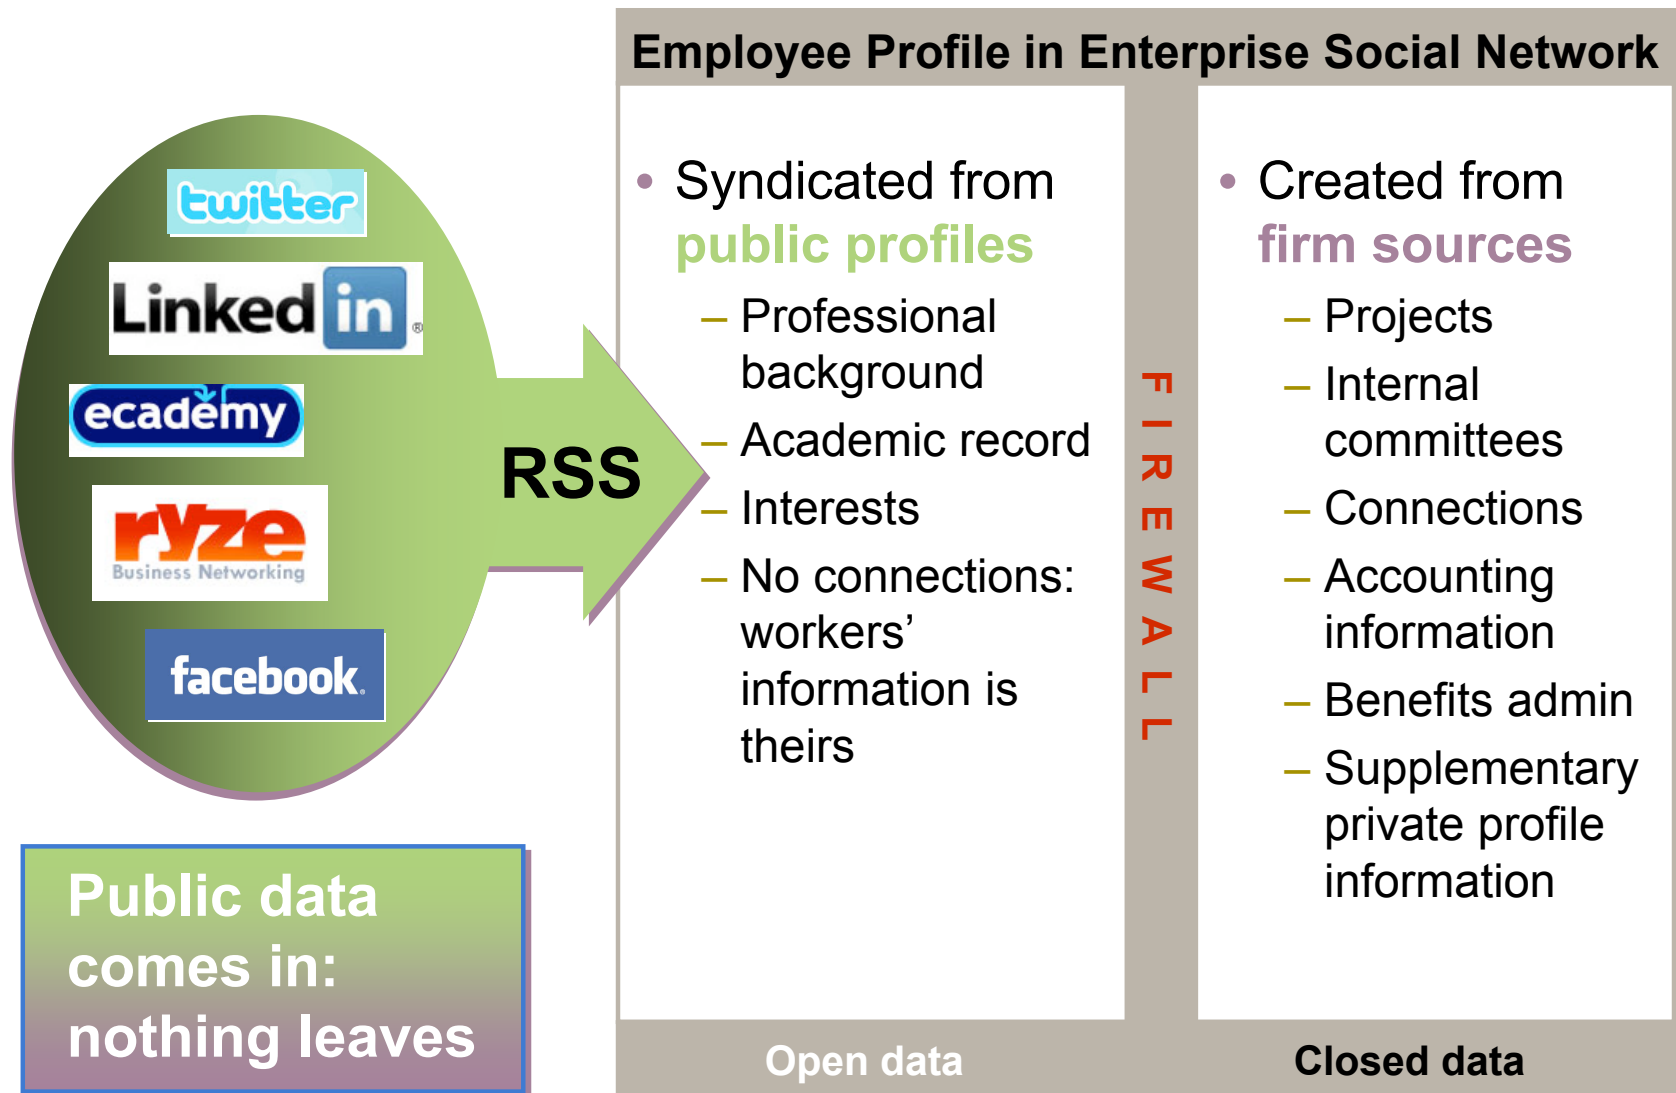 Employee Profile in Enterprise Social Network
twitter
Linked in ®
ecademy
ryze
Business Networking
facebook.
RSS
Public data
comes in:
nothing leaves
• Syndicated from
public profiles
– Professional
background
– Academic record
– Interests
– No connections:
workers’
information is
theirs
Open data
FIREWALL
• Created from
firm sources
– Projects
– Internal
committees
– Connections
– Accounting
information
– Benefits admin
– Supplementary
private profile
information
Closed data